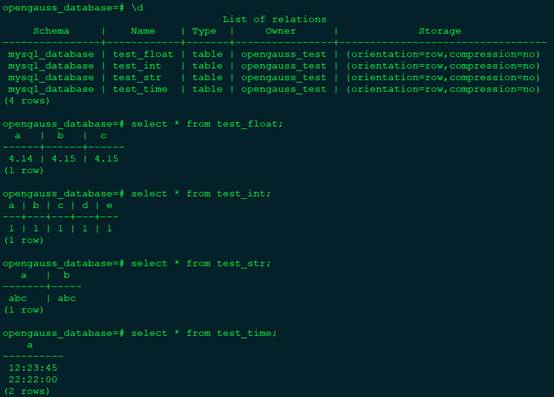 opengauss_database=# \d
List of relations
Schema | Name | Type | Owner | Storage
---------------+------------+-------+----------------+----------------------------------
mysql_database | test_float | table | opengauss_test | {orientation=row,compression=no}
mysql_database | test_int | table | opengauss_test | {orientation=row,compression=no}
mysql_database | test_str | table | opengauss_test | {orientation=row,compression=no}
mysql_database | test_time | table | opengauss_test | {orientation=row,compression=no}
(4 rows)
opengauss_database=# select * from test_float;
a | b | c
------+------+------
4.14 | 4.15 | 4.15
(1 row)
opengauss_database=# select * from test_int;
a | b | c | d | e
---+---+---+---+---
1 | 1 | 1 | 1 | 1
(1 row)
opengauss_database=# select * from test_str;
a | b
-------+-----
abc | abc
(1 row)
opengauss_database=# select * from test_time;
a
----------
12:23:45
22:22:00
(2 rows)